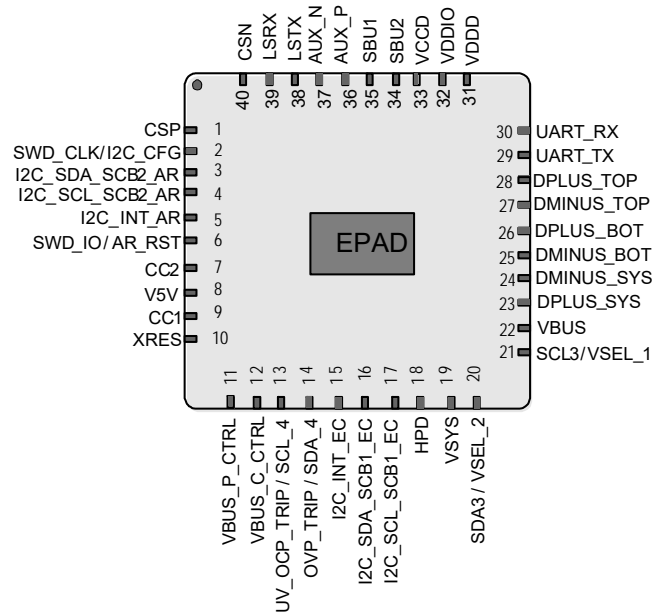 CSN
LSRX
LSTX
AUX_N
AUX_P
SBU1
SBU2
VCCD
VDDIO
VDDD
40
39
38
37
36
35
34
33
32
31
CSP 1
SWD_CLK/I2C_CFG 2
I2C_SDA_SCB2_AR 3
I2C_SCL_SCB2_AR 4
I2C_INT_AR 5
SWD_IO/ AR_RST 6
CC2 7
V5V 8
CC1 9
XRES 10
EPAD
30 UART_RX
29 UART_TX
28 DPLUS_TOP
27 DMINUS_TOP
26 DPLUS_BOT
25 DMINUS_BOT
24 DMINUS_SYS
23 DPLUS_SYS
22 VBUS
21 SCL3/VSEL_1
11
12
13
14
15
16
17
18
19
20
VBUS_P_CTRL
VBUS_C_CTRL
UV_OCP_TRIP / SCL_4
OVP_TRIP / SDA_4
I2C_INT_EC
I2C_SDA_SCB1_EC
I2C_SCL_SCB1_EC
HPD
VSYS
SDA3 / VSEL_2